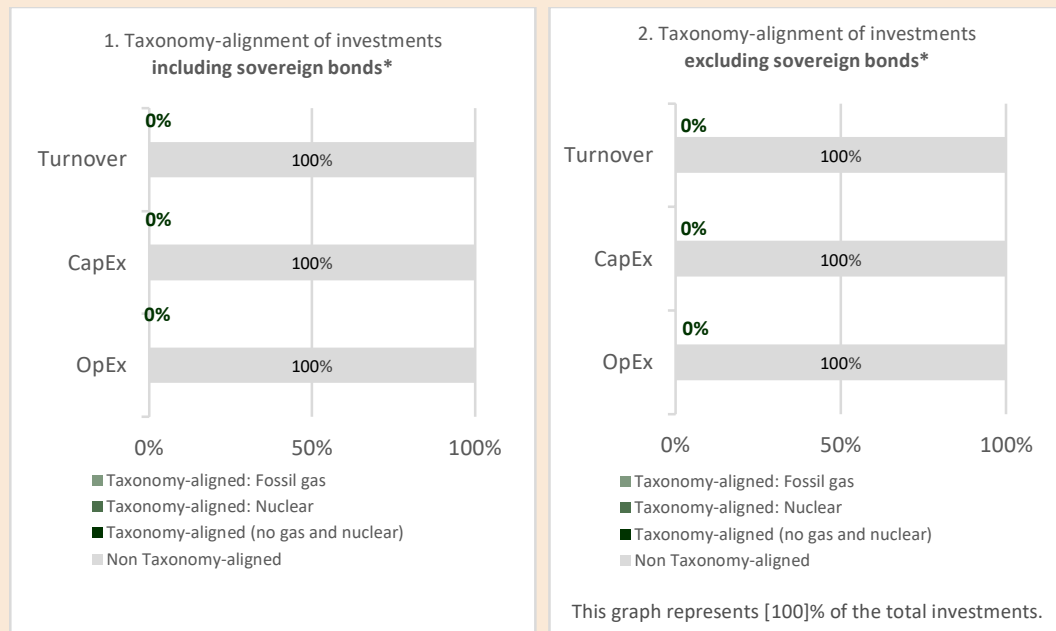 1. Taxonomy-alignment of investments
including sovereign bonds*
0%
Turnover
100%
0%
CapEx
100%
0%
OpEx
100%
0%
50%
100%
Taxonomy-aligned: Fossil gas
Taxonomy-aligned: Nuclear
Taxonomy-aligned (no gas and nuclear)
Non Taxonomy-aligned
2. Taxonomy-alignment of investments
excluding sovereign bonds*
0%
Turnover
100%
0%
CapEx
100%
0%
OpEx
100%
0%
50%
100%
Taxonomy-aligned: Fossil gas
Taxonomy-aligned: Nuclear
Taxonomy-aligned (no gas and nuclear)
Non Taxonomy-aligned
This graph represents [100]% of the total investments.